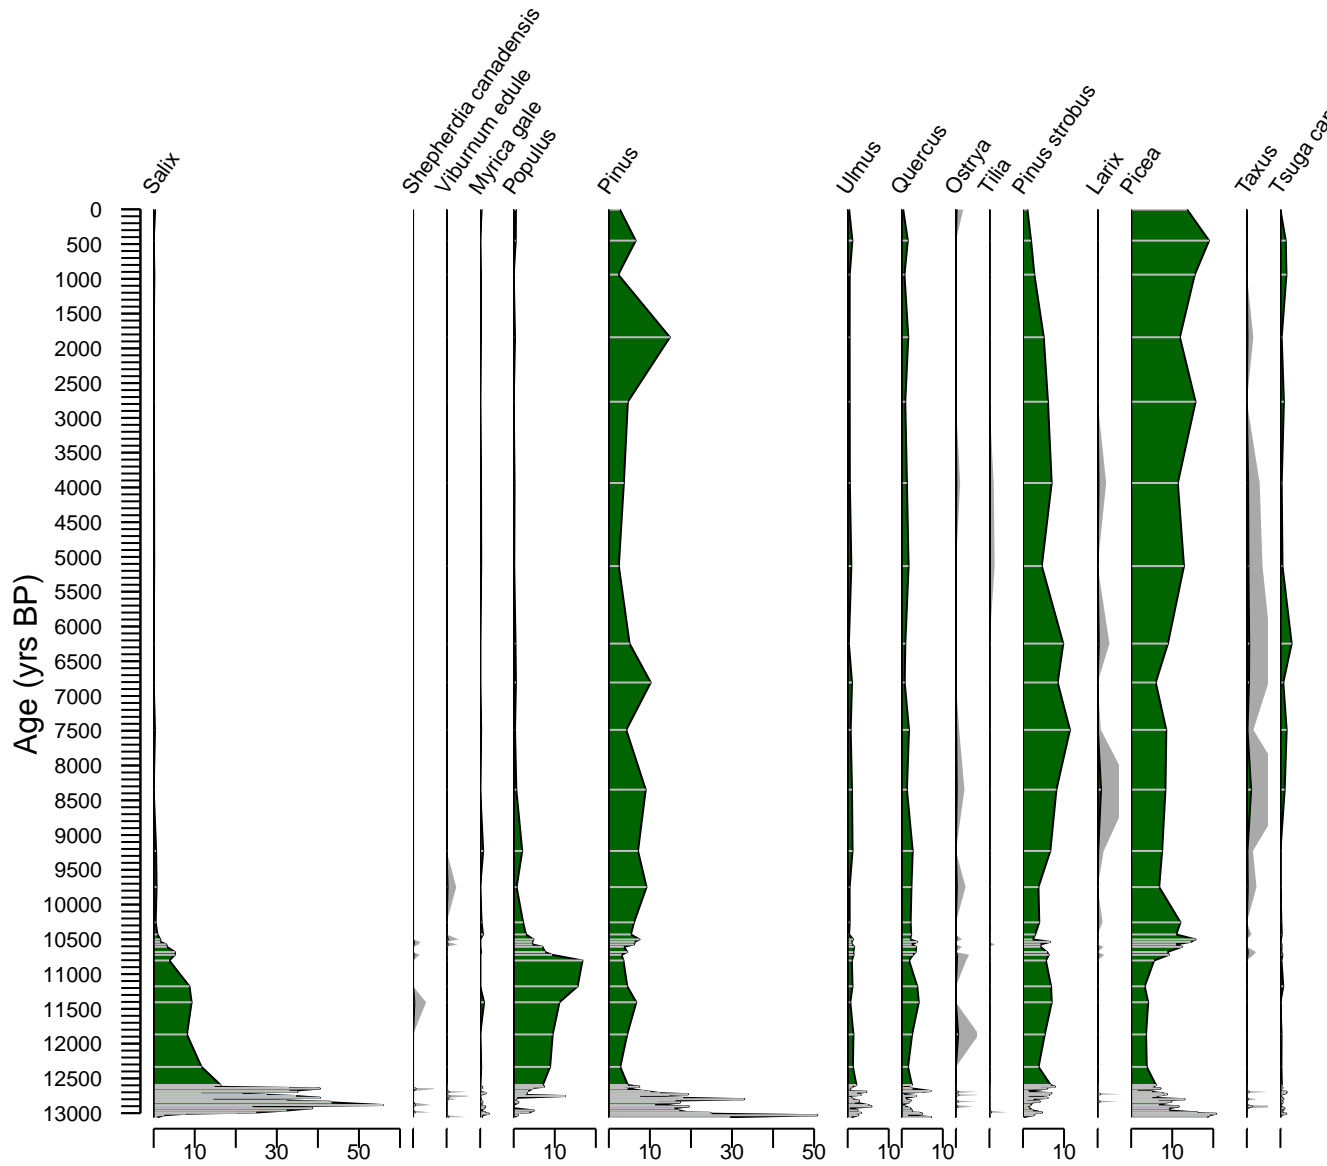 Salix
Shepherdia canadensis
Viburnum edule
Myrica gale
Populus
Pinus
Ulmus
Quercus
Ostrya
Tilia
Pinus strobus
Larix
Picea
Taxus
Tsuga can
Age (yrs BP)
0
500
1000
1500
2000
2500
3000
3500
4000
4500
5000
5500
6000
6500
7000
7500
8000
8500
9000
9500
10000
10500
11000
11500
12000
12500
13000
10 30 50 10 10 30 50 10 10 10 10